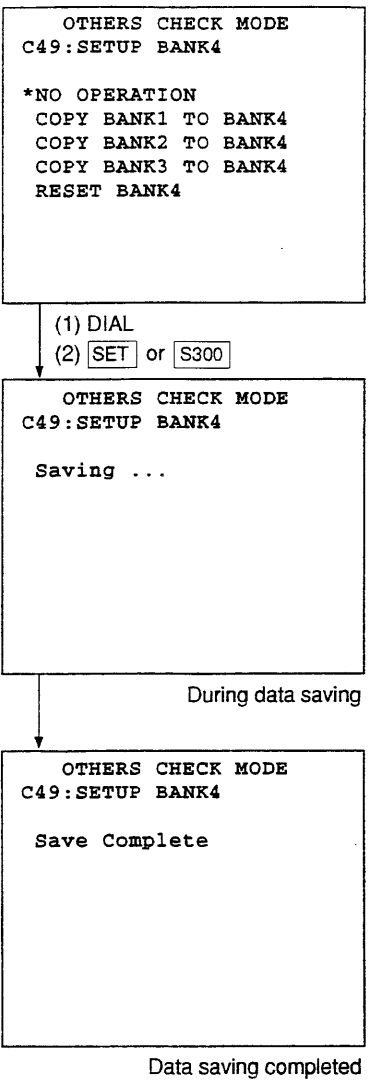 OTHERS CHECK MODE
C49:SETUP BANK4
*NO OPERATION
COPY BANK1 TO BANK4
COPY BANK2 TO BANK4
COPY BANK3 TO BANK4
RESET BANK4
(1) DIAL
(2) SET or S300
OTHERS CHECK MODE
C49:SETUP BANK4
Saving ...
During data saving
OTHERS CHECK MODE
C49:SETUP BANK4
Save Complete
Data saving completed